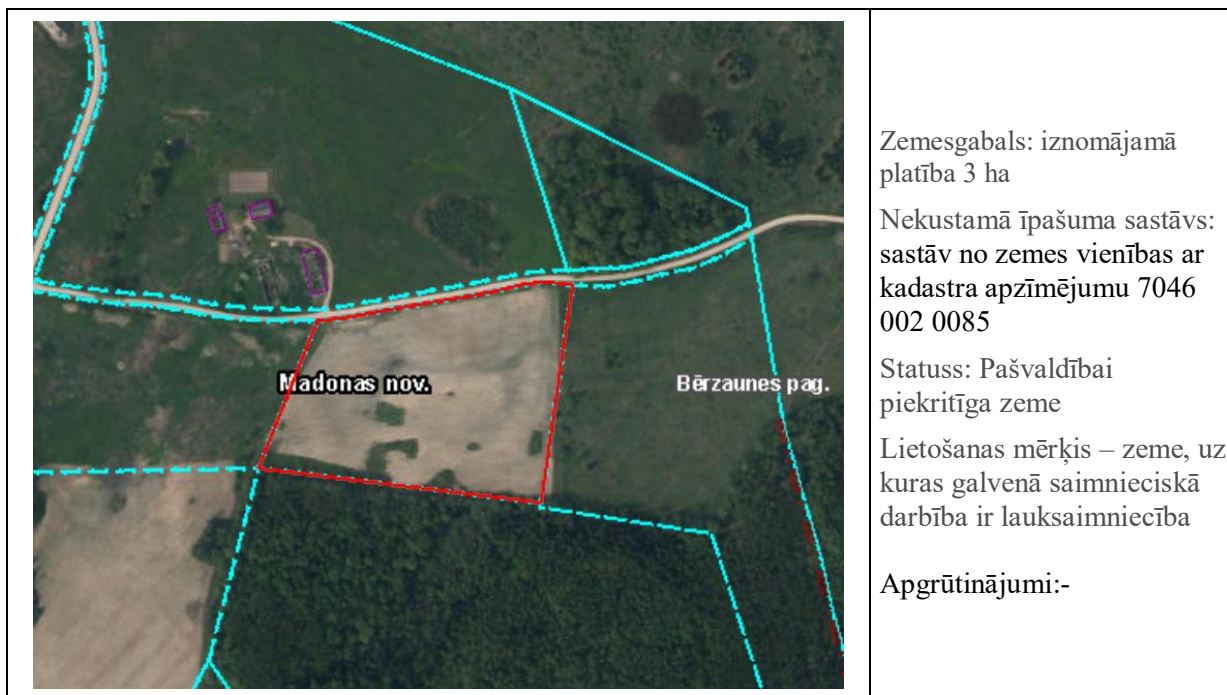 Madonas nov.
Bērzaunes pag.
Zemesgabals: iznomājamā
platība 3 ha
Nekustamā īpašuma sastāvs:
sastāv no zemes vienības ar
kadastra apzīmējumu 7046
002 0085
Statuss: Pašvaldībai
piekritīga zeme
Lietošanas mērķis – zeme, uz
kuras galvenā saimnieciskā
darbība ir lauksaimniecība
Apgrūtinājumi:-